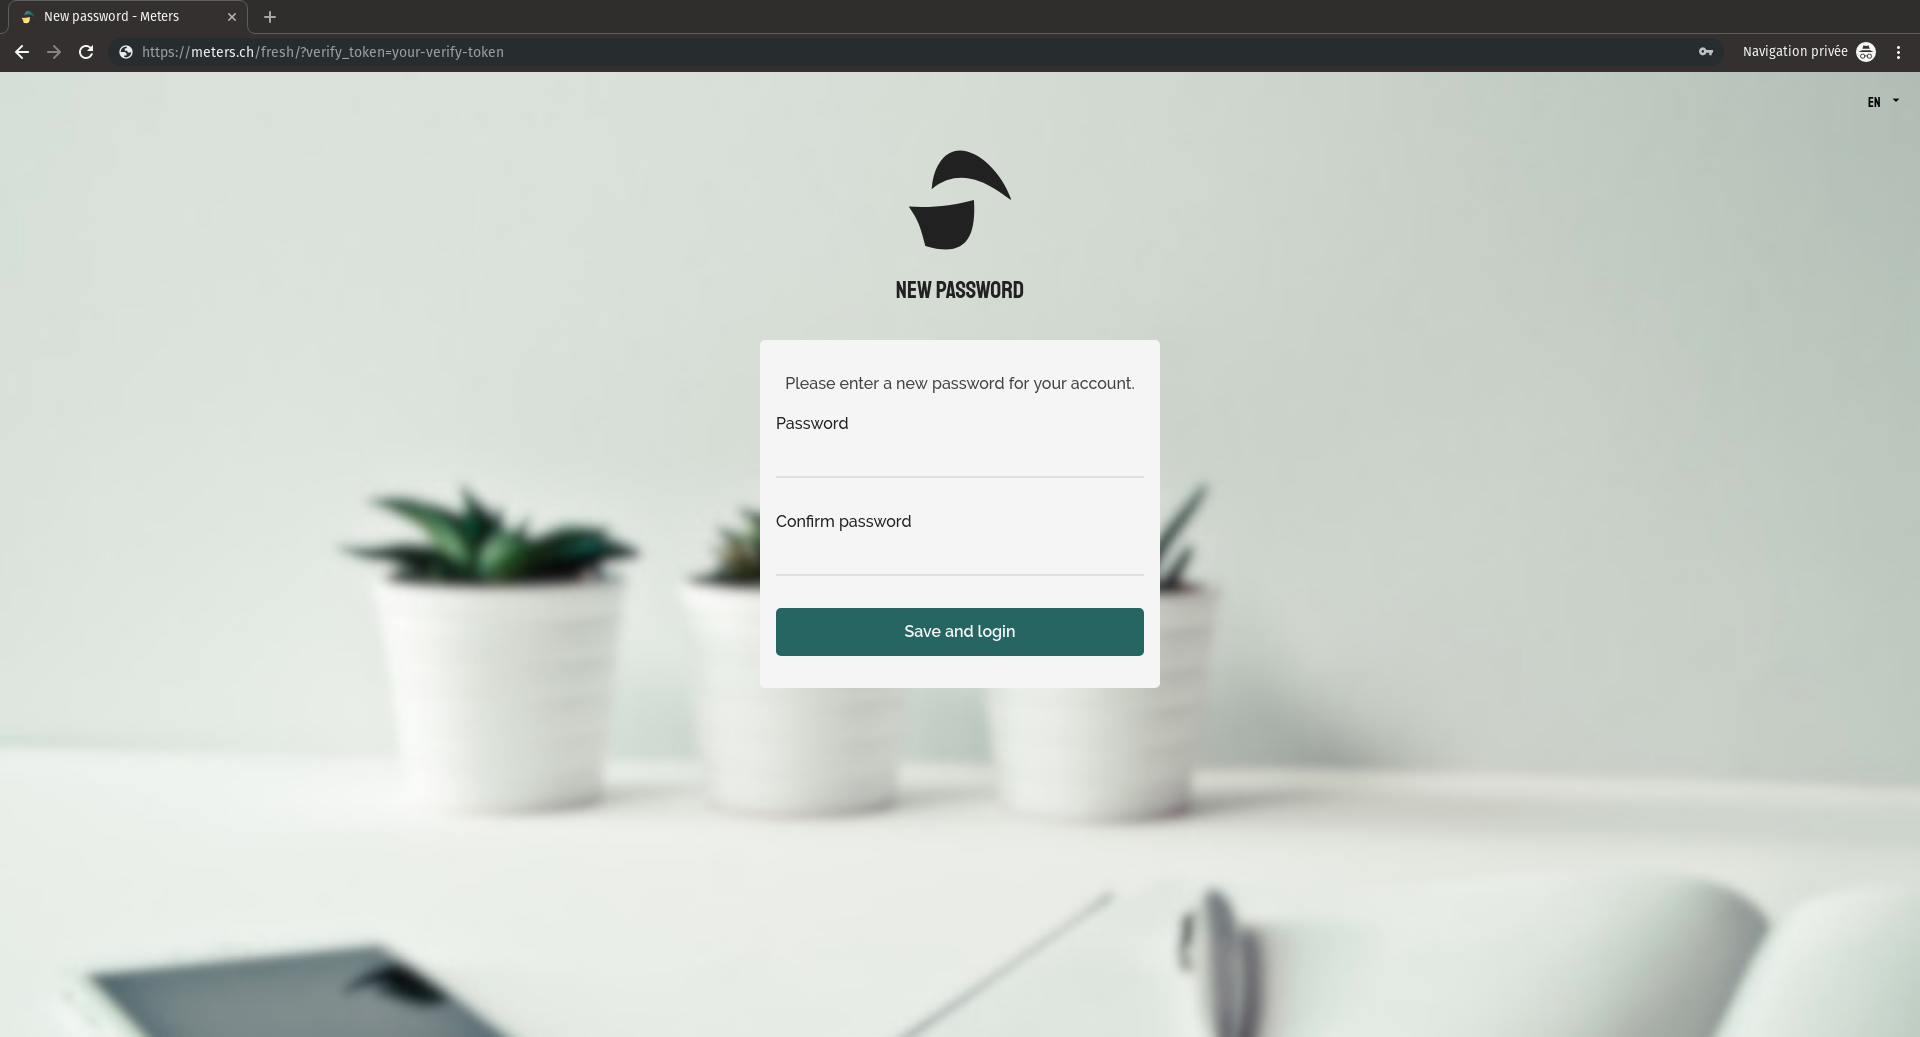 New password - Meters
https://meters.ch/fresh/?verify_token=your-verify-token
Navigation privée
EN
NEW PASSWORD
Please enter a new password for your account.
Password
Confirm password
Save and login